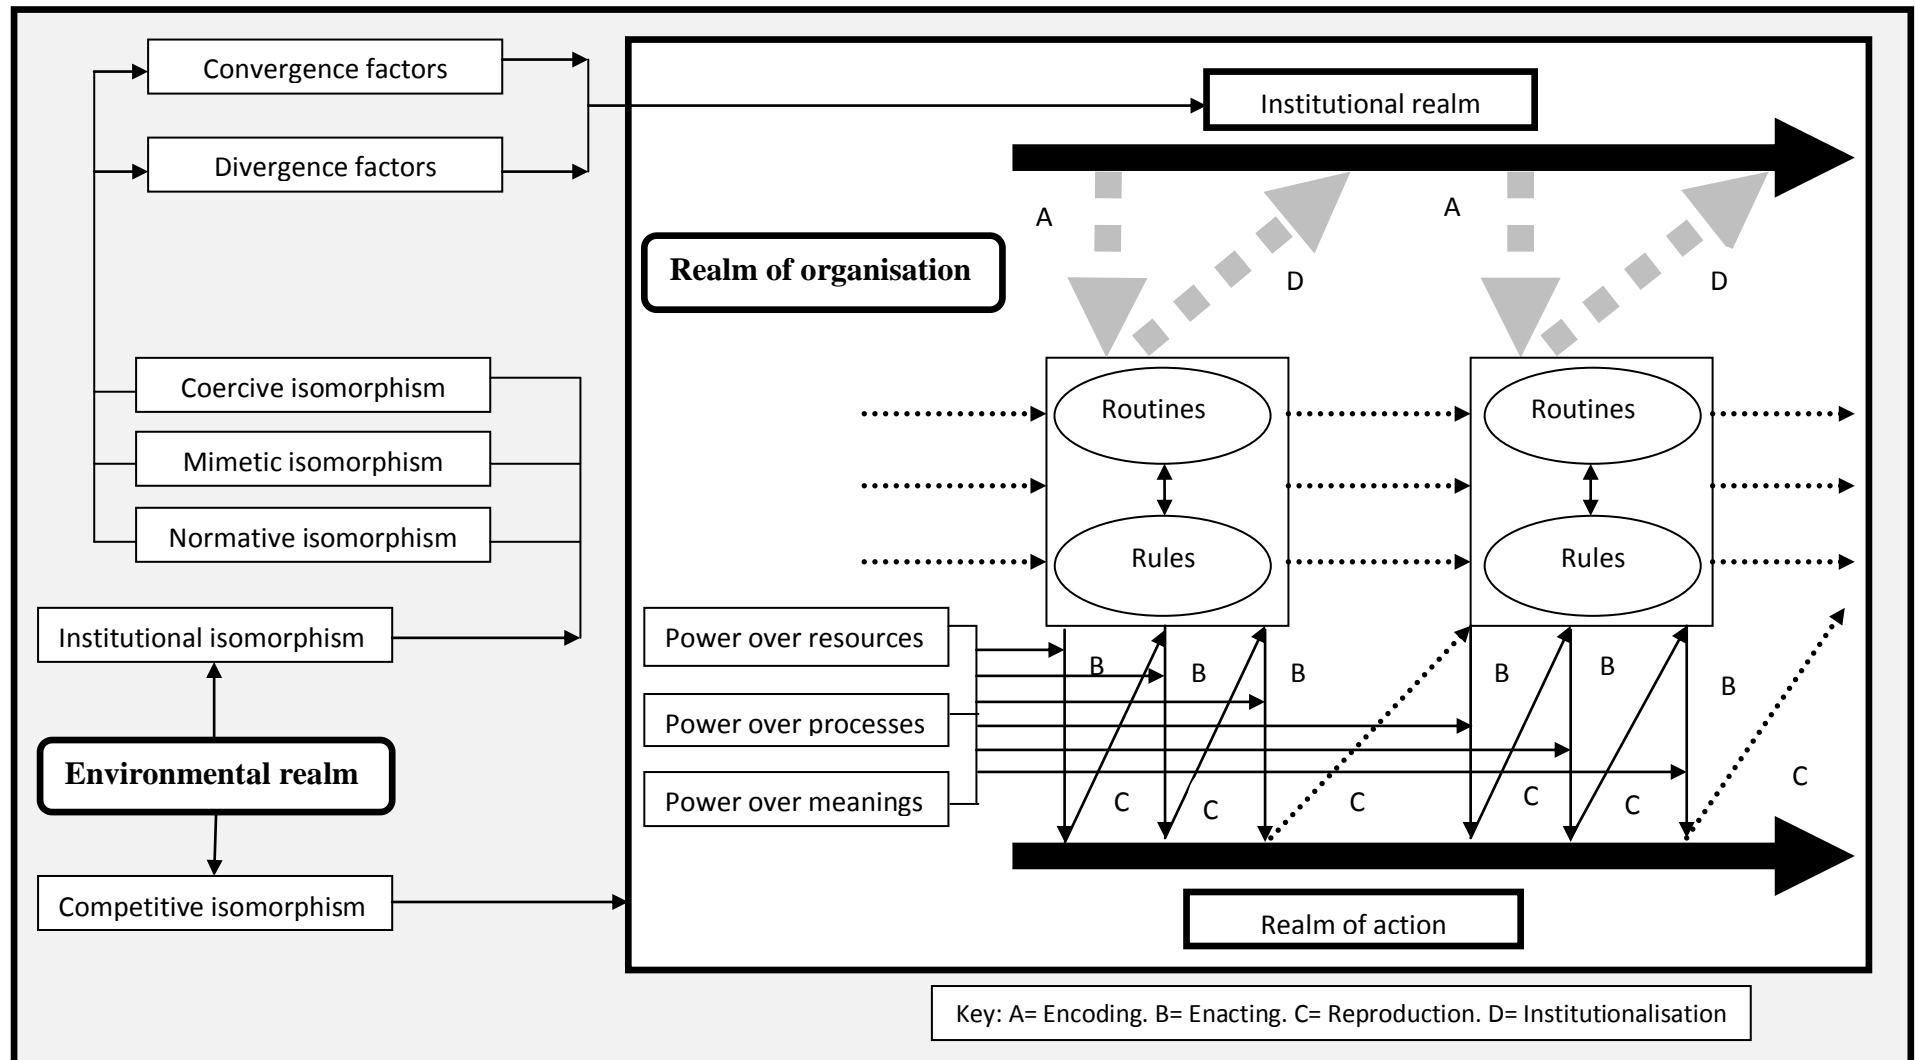 Convergence factors
Divergence factors
Coercive isomorphism
Mimetic isomorphism
Normative isomorphism
Institutional isomorphism
Environmental realm
Competitive isomorphism
Institutional realm
Realm of organisation
A
D
A
D
Routines
Rules
Routines
Rules
Power over resources
Power over processes
Power over meanings
B
B
B
B
B
B
C
C
C
C
C
C
Realm of action
Key: A= Encoding. B= Enacting. C= Reproduction. D= Institutionalisation